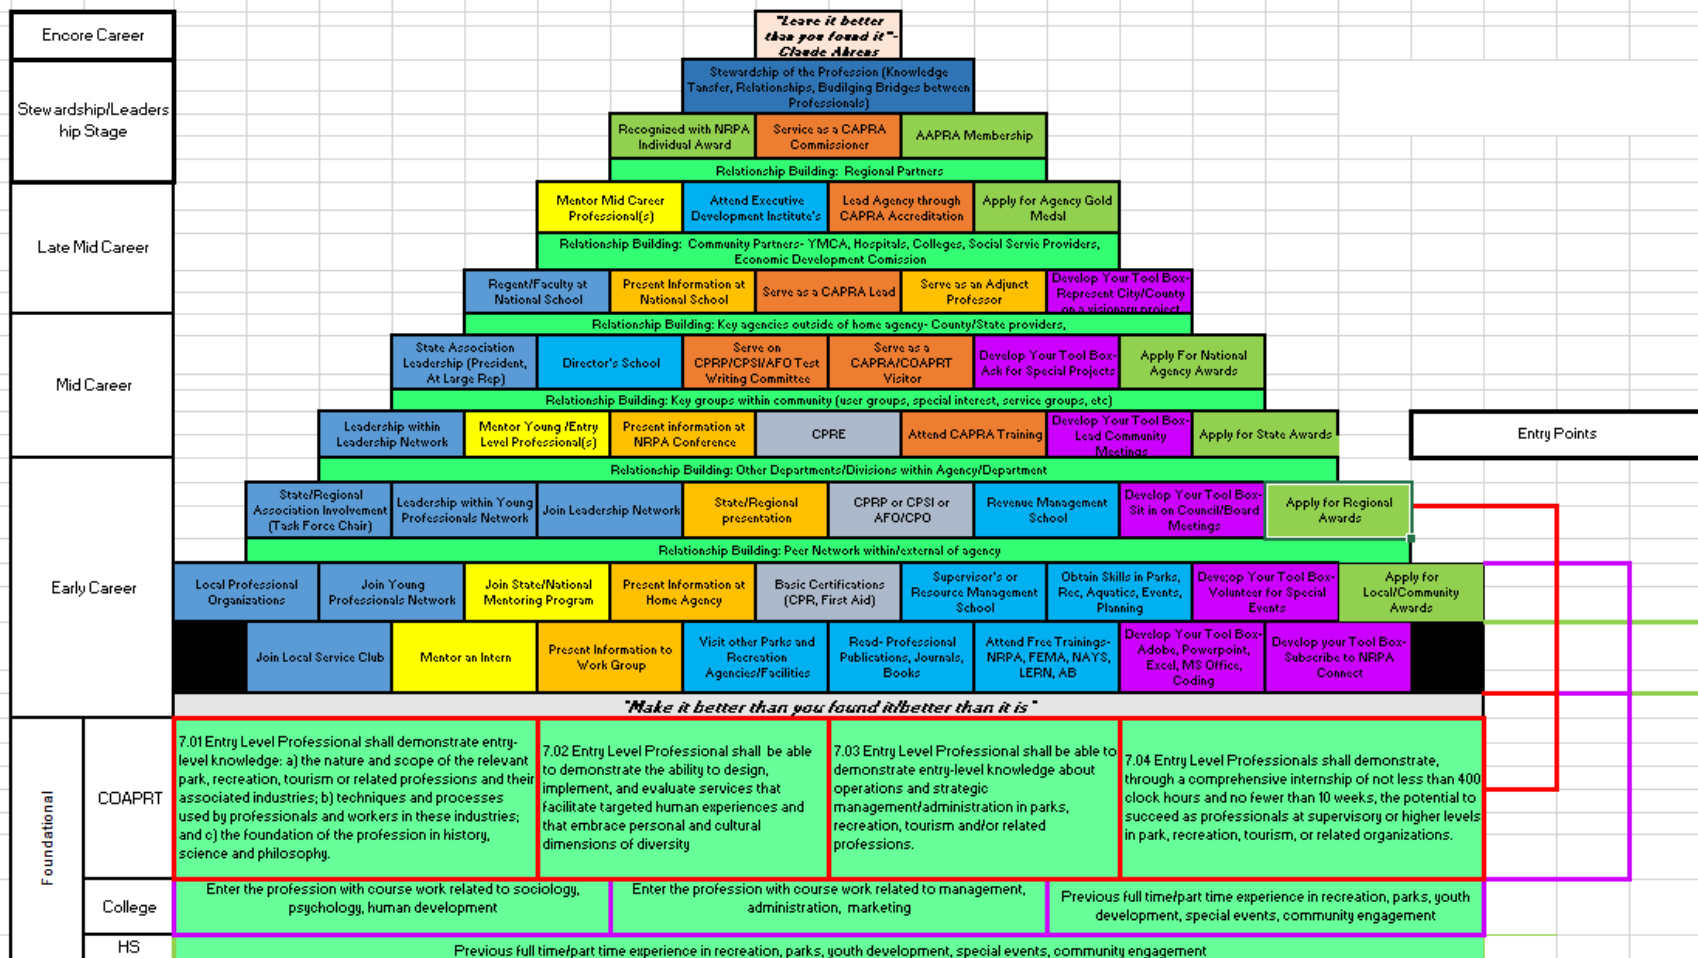 Encore Career
"Leave it better
than you found it"-
Claude Ahrens
Stewardship/Leaders
hip Stage
Stewardship of the Profession (Knowledge
Tansfer, Relationships, Budilging Bridges between
Professionals)
Recognized with NRPA
Individual Award
Service as a CAPRA
Commissioner
AAPRA Membership
Relationship Building: Regional Partners
Late Mid Career
Mentor Mid Career
Professional(s)
Attend Executive
Development Institute's
Lead Agency through
CAPRA Accreditation
Apply for Agency Gold
Medal
Relationship Building: Community Partners- YMCA, Hospitals, Colleges, Social Servie Providers,
Economic Development Comission
Regent/Faculty at
National School
Present Information at
National School
Serve as a CAPRA Lead
Serve as an Adjunct
Professor
Develop Your Tool Box-
Represent City/County
on a visionary project
Relationship Building: Key agencies outside of home agency- County/State providers,
Mid Career
State Association
Leadership (President,
At Large Rep)
Director's School
Serve on
CPRP/CPSI/AFO Test
Writing Committee
Serve as a
CAPRA/COAPRT
Visitor
Develop Your Tool Box-
Ask for Special Projects
Apply For National
Agency Awards
Relationship Building: Key groups within community (user groups, special interest, service groups, etc)
Leadership within
Leadership Network
Mentor Young /Entry
Level Professional(s)
Present information at
NRPA Conference
CPRE
Attend CAPRA Training
Develop Your Tool Box-
Lead Community
Meetings
Apply for State Awards
Entry Points
Relationship Building: Other Departments/Divisions within Agency/Department
Early Career
State/Regional
Association Involvement
(Task Force Chair)
Leadership within Young
Professionals Network
Join Leadership Network
State/Regional
presentation
CPRP or CPSI or
AFO/CPO
Revenue Management
School
Develop Your Tool Box-
Sit in on Council/Board
Meetings
Apply for Regional
Awards
Relationship Building: Peer Network within/external of agency
Local Professional
Organizations
Join Young
Professionals Network
Join State/National
Mentoring Program
Present Information at
Home Agency
Basic Certifications
(CPR, First Aid)
Supervisor's or
Resource Management
School
Obtain Skills in Parks,
Rec, Aquatics, Events,
Planning
Deve;op Your Tool Box-
Volunteer for Special
Events
Apply for
Local/Community
Awards
Join Local Service Club
Mentor an Intern
Present Information to
Work Group
Visit other Parks and
Recreation
Agencies/Facilities
Read- Professional
Publications, Journals,
Books
Attend Free Trainings-
NRPA, FEMA, NAYS,
LERN, AB
Develop Your Tool Box-
Adobe, Powerpoint,
Excel, MS Office,
Coding
Develop your Tool Box-
Subscribe to NRPA
Connect
"Make it better than you found it/better than it is"
Foundational
COAPRT
7.01 Entry Level Professional shall demonstrate entry-
level knowledge: a) the nature and scope of the relevant
park, recreation, tourism or related professions and their
associated industries; b) techniques and processes
used by professionals and workers in these industries;
and c) the foundation of the profession in history,
science and philosophy.
7.02 Entry Level Professional shall be able
to demonstrate the ability to design,
implement, and evaluate services that
facilitate targeted human experiences and
that embrace personal and cultural
dimensions of diversity
7.03 Entry Level Professional shall be able to
demonstrate entry-level knowledge about
operations and strategic
management/administration in parks,
recreation, tourism and/or related
professions.
7.04 Entry Level Professionals shall demonstrate,
through a comprehensive internship of not less than 400
clock hours and no fewer than 10 weeks, the potential to
succeed as professionals at supervisory or higher levels
in park, recreation, tourism, or related organizations.
College
Enter the profession with course work related to sociology,
psychology, human development
Enter the profession with course work related to management,
administration, marketing
Previous full time/part time experience in recreation, parks, youth
development, special events, community engagement
HS
Previous full time/part time experience in recreation, parks, youth development, special events, community engagement